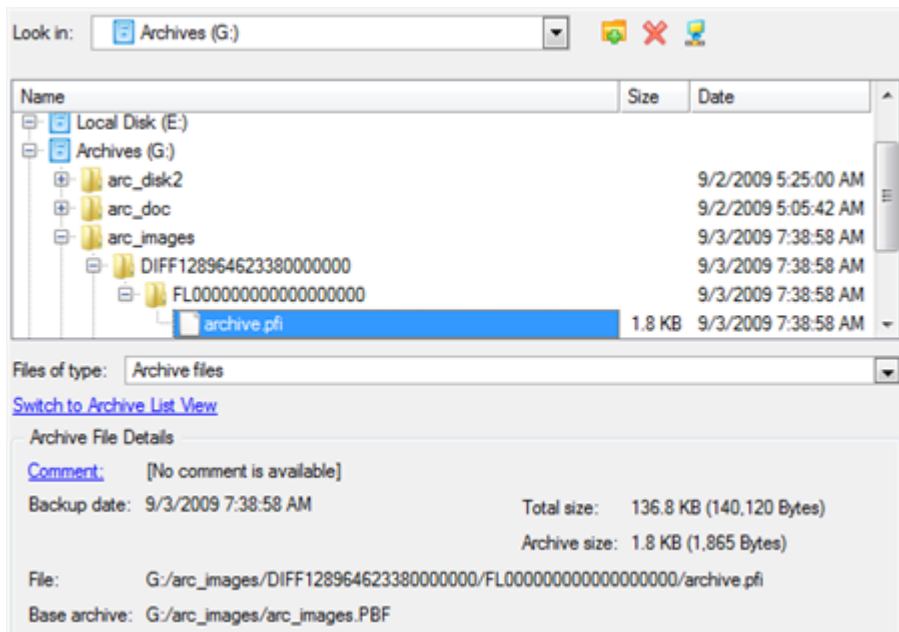 Look in: Archives (G:)
Name Size Date
Local Disk (E:)
Archives (G:)
arc_disk2 9/2/2009 5:25:00 AM
arc_doc 9/2/2009 5:05:42 AM
arc_images 9/3/2009 7:38:58 AM
DIFF128964623380000000 9/3/2009 7:38:58 AM
FL000000000000000000 9/3/2009 7:38:58 AM
archive.pfi 1.8 KB 9/3/2009 7:38:58 AM
Files of type: Archive files
Switch to Archive List View
Archive File Details
Comment: [No comment is available]
Backup date: 9/3/2009 7:38:58 AM Total size: 136.8 KB (140,120 Bytes)
Archive size: 1.8 KB (1,865 Bytes)
File: G:/arc_images/DIFF128964623380000000/FL000000000000000000/archive.pfi
Base archive: G:/arc_images/arc_images.PBF